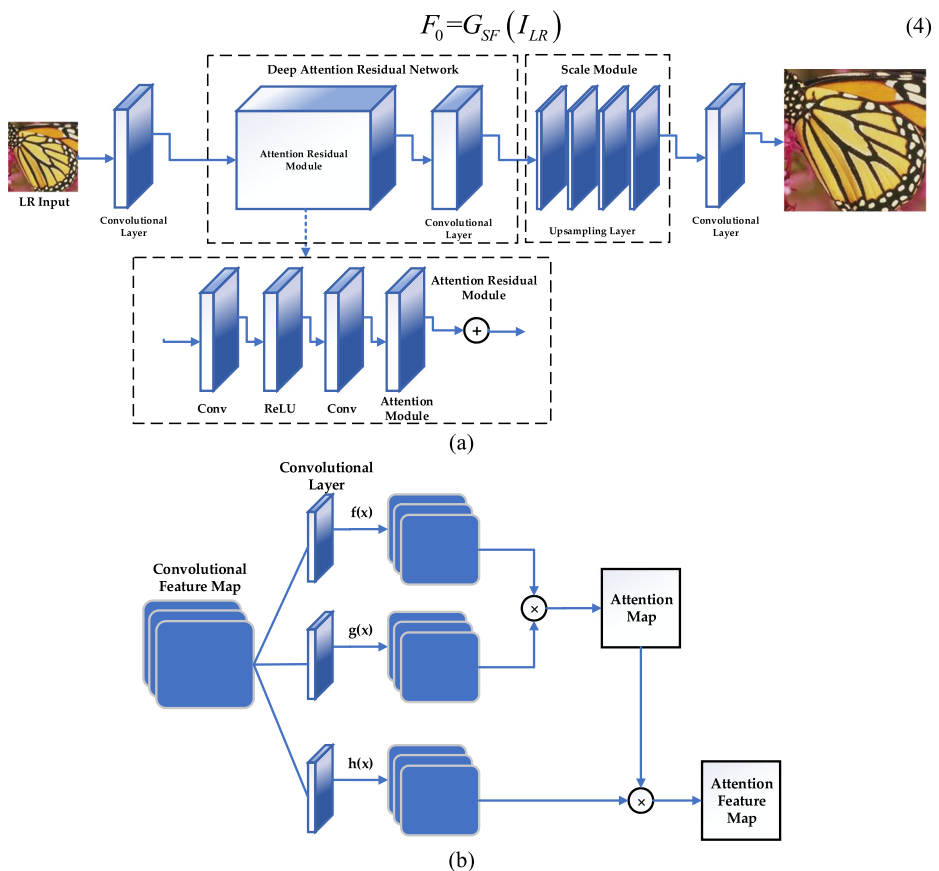 F₀=G_SF(I_LR) (4)
Deep Attention Residual Network
Scale Module
Attention Residual
Module
LR Input
Convolutional
Layer
Convolutional
Layer
Upsampling Layer
Convolutional
Layer
Attention Residual
Module
+
Conv
ReLU
Conv
Attention
Module
(a)
Convolutional
Layer
f(x)
Convolutional
Feature Map
×
Attention
Map
g(x)
h(x)
×
Attention
Feature
Map
(b)